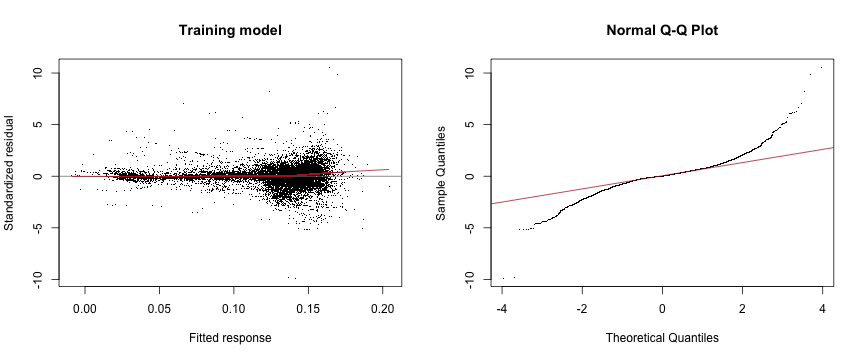 Training model
Standardized residual
10
5
0
-5
-10
0.00 0.05 0.10 0.15 0.20
Fitted response
Normal Q-Q Plot
Sample Quantiles
10
5
0
-5
-10
-4 -2 0 2 4
Theoretical Quantiles